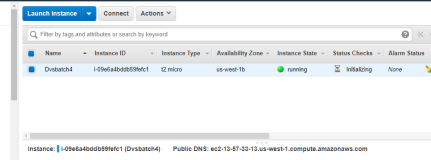 Launch Instance Connect Actions
Filter by tags and attributes or search by keyword
Name Instance ID Instance Type Availability Zone Instance State Status Checks Alarm Status
Dvsbatch4 i-09e6a4bddb59fefc1 t2.micro us-west-1b running Initializing None
Instance: i-09e6a4bddb59fefc1 (Dvsbatch4) Public DNS: ec2-13-57-33-13.us-west-1.compute.amazonaws.com